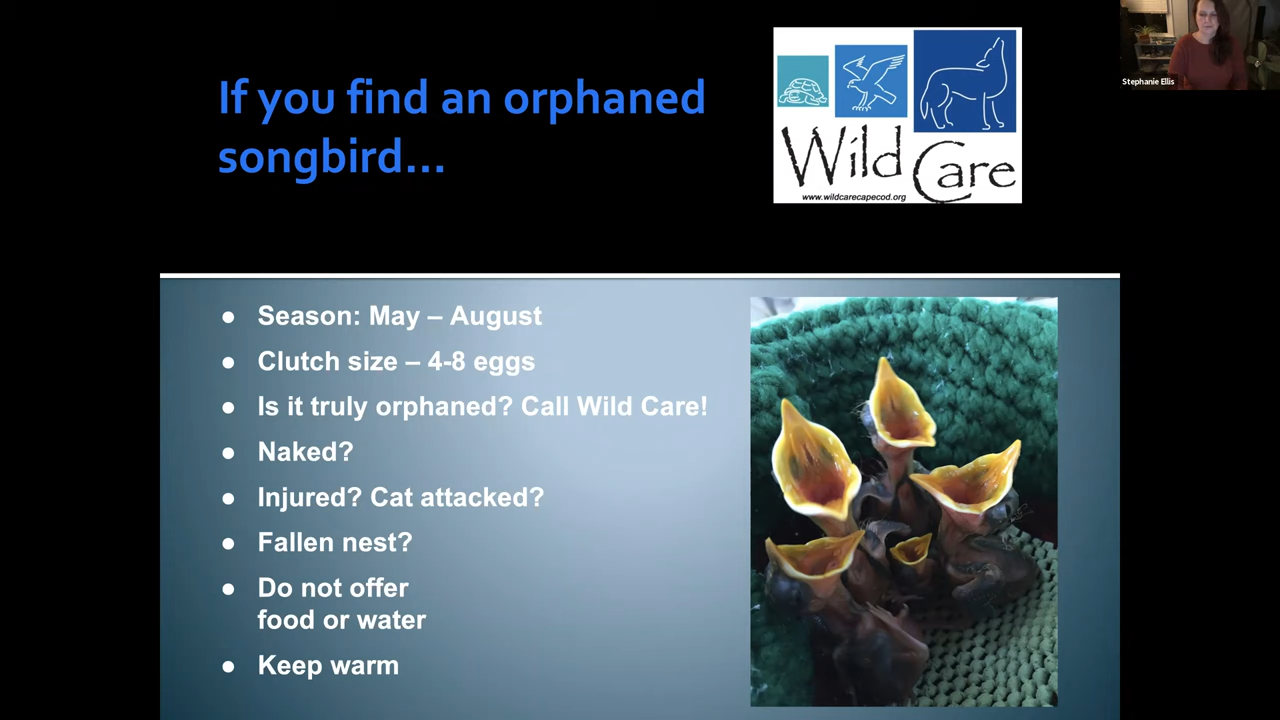 If you find an orphaned
songbird...
Wild Care
www.wildcarecapecod.org
Stephanie Ellis
● Season: May – August
● Clutch size – 4-8 eggs
● Is it truly orphaned? Call Wild Care!
● Naked?
● Injured? Cat attacked?
● Fallen nest?
● Do not offer
food or water
● Keep warm